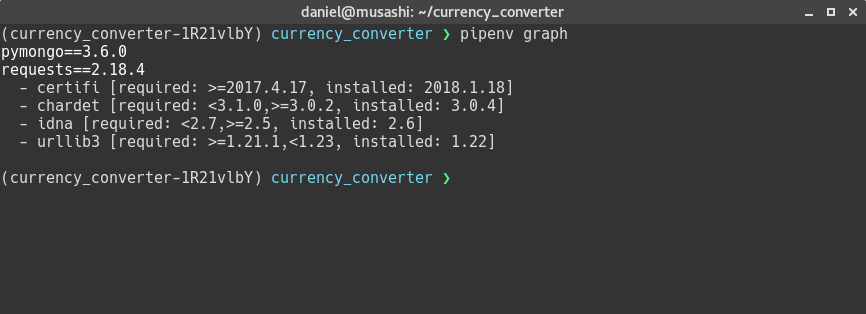 daniel@musashi: ~/currency_converter
(currency_converter-1R21vlbY) currency_converter ❯ pipenv graph
pymongo==3.6.0
requests==2.18.4
  - certifi [required: >=2017.4.17, installed: 2018.1.18]
  - chardet [required: <3.1.0,>=3.0.2, installed: 3.0.4]
  - idna [required: <2.7,>=2.5, installed: 2.6]
  - urllib3 [required: >=1.21.1,<1.23, installed: 1.22]
(currency_converter-1R21vlbY) currency_converter ❯